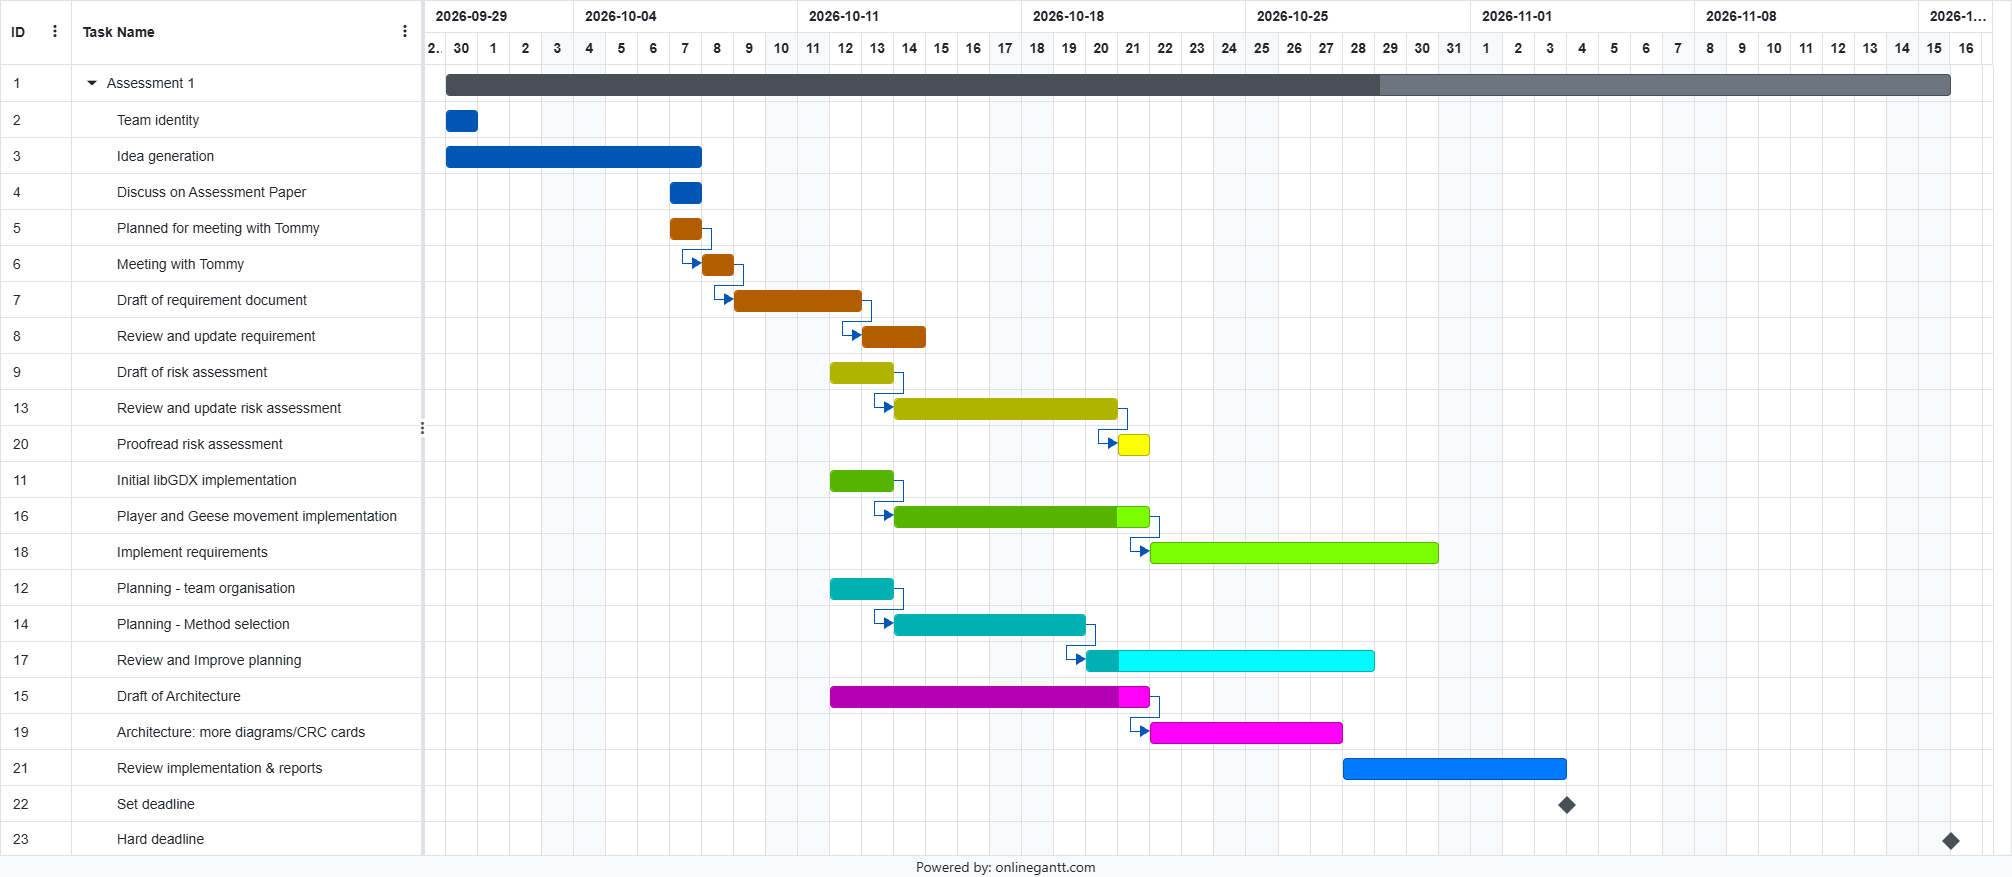 ID Task Name 2026-09-29 2026-10-04 2026-10-11 2026-10-18 2026-10-25 2026-11-01 2026-11-08 2026-1...
2.. 30 1 2 3 4 5 6 7 8 9 10 11 12 13 14 15 16 17 18 19 20 21 22 23 24 25 26 27 28 29 30 31 1 2 3 4 5 6 7 8 9 10 11 12 13 14 15 16
1 Assessment 1
2 Team identity
3 Idea generation
4 Discuss on Assessment Paper
5 Planned for meeting with Tommy
6 Meeting with Tommy
7 Draft of requirement document
8 Review and update requirement
9 Draft of risk assessment
13 Review and update risk assessment
20 Proofread risk assessment
11 Initial libGDX implementation
16 Player and Geese movement implementation
18 Implement requirements
12 Planning - team organisation
14 Planning - Method selection
17 Review and Improve planning
15 Draft of Architecture
19 Architecture: more diagrams/CRC cards
21 Review implementation & reports
22 Set deadline
23 Hard deadline
Powered by: onlinegantt.com